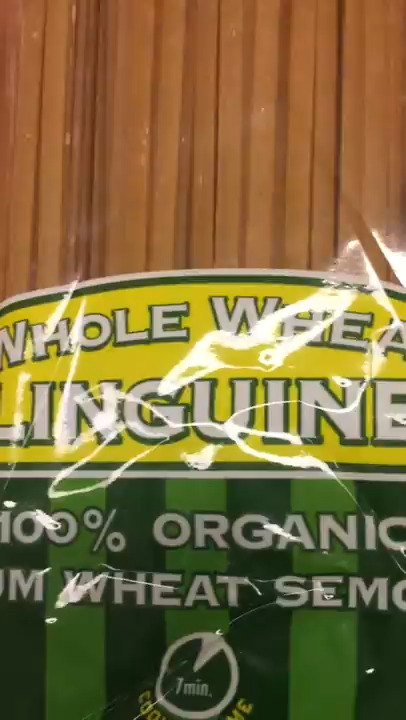 WHOLE WHEA
LINGUINE
100% ORGANIC
UM WHEAT SEMO
7min.